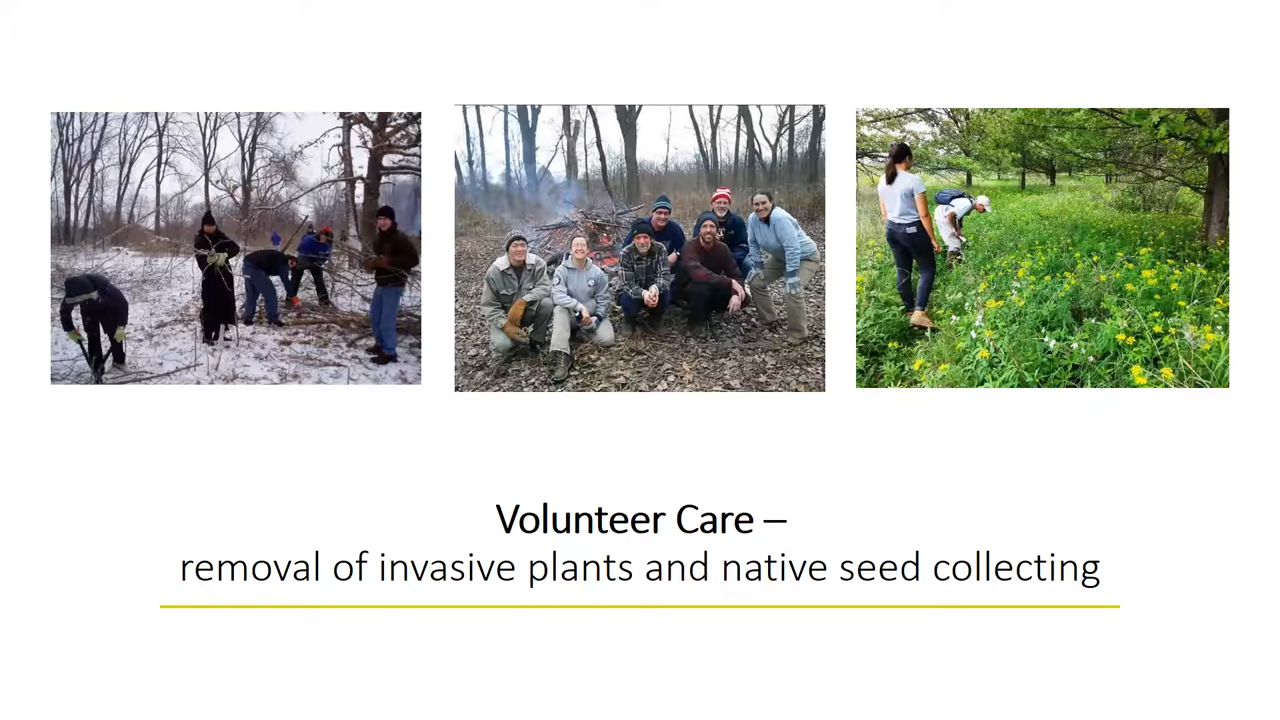 Volunteer Care –
removal of invasive plants and native seed collecting